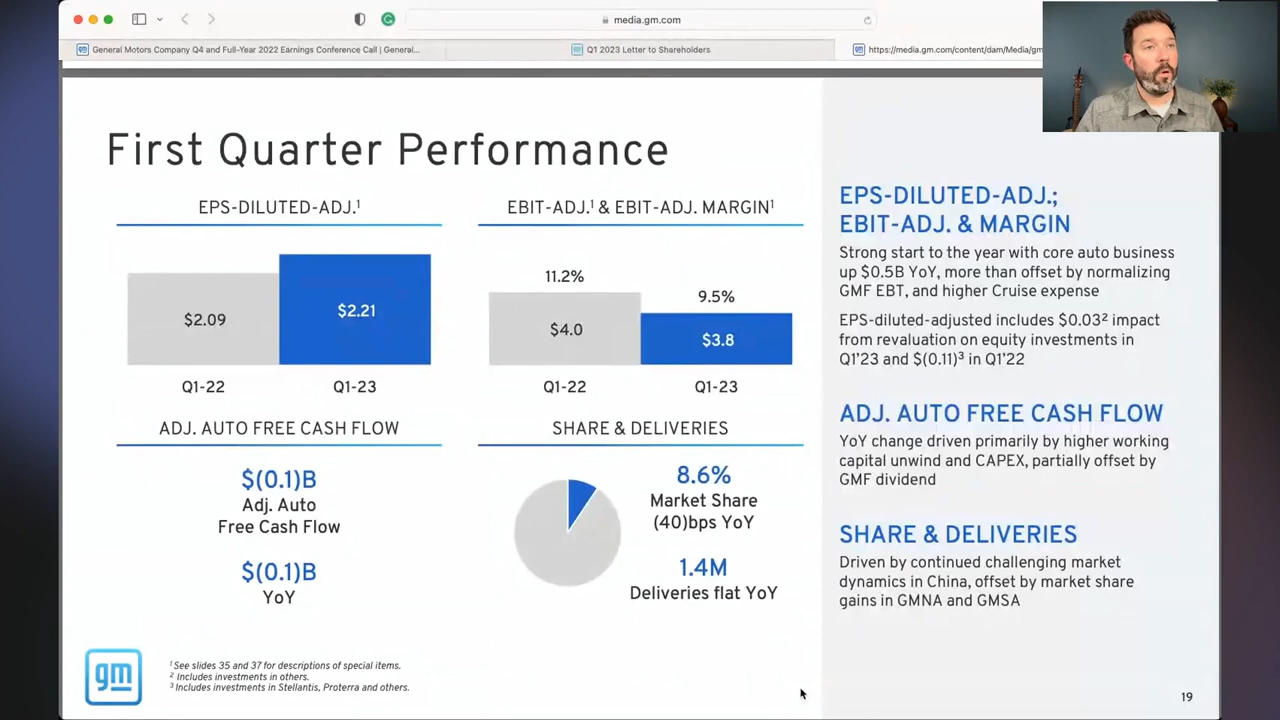 media.gm.com
General Motors Company Q4 and Full-Year 2022 Earnings Conference Call | General...
Q1 2023 Letter to Shareholders
https://media.gm.com/content/dam/Media/gm
First Quarter Performance
EPS-DILUTED-ADJ.¹
$2.09
$2.21
Q1-22
Q1-23
EBIT-ADJ.¹ & EBIT-ADJ. MARGIN¹
11.2%
9.5%
$4.0
$3.8
Q1-22
Q1-23
ADJ. AUTO FREE CASH FLOW
$(0.1)B
Adj. Auto
Free Cash Flow
$(0.1)B
YoY
SHARE & DELIVERIES
8.6%
Market Share
(40)bps YoY
1.4M
Deliveries flat YoY
EPS-DILUTED-ADJ.;
EBIT-ADJ. & MARGIN
Strong start to the year with core auto business
up $0.5B YoY, more than offset by normalizing
GMF EBT, and higher Cruise expense
EPS-diluted-adjusted includes $0.03² impact
from revaluation on equity investments in
Q1'23 and $(0.11)³ in Q1'22
ADJ. AUTO FREE CASH FLOW
YoY change driven primarily by higher working
capital unwind and CAPEX, partially offset by
GMF dividend
SHARE & DELIVERIES
Driven by continued challenging market
dynamics in China, offset by market share
gains in GMNA and GMSA
gm
¹ See slides 35 and 37 for descriptions of special items.
² Includes investments in others.
³ Includes investments in Stellantis, Proterra and others.
19